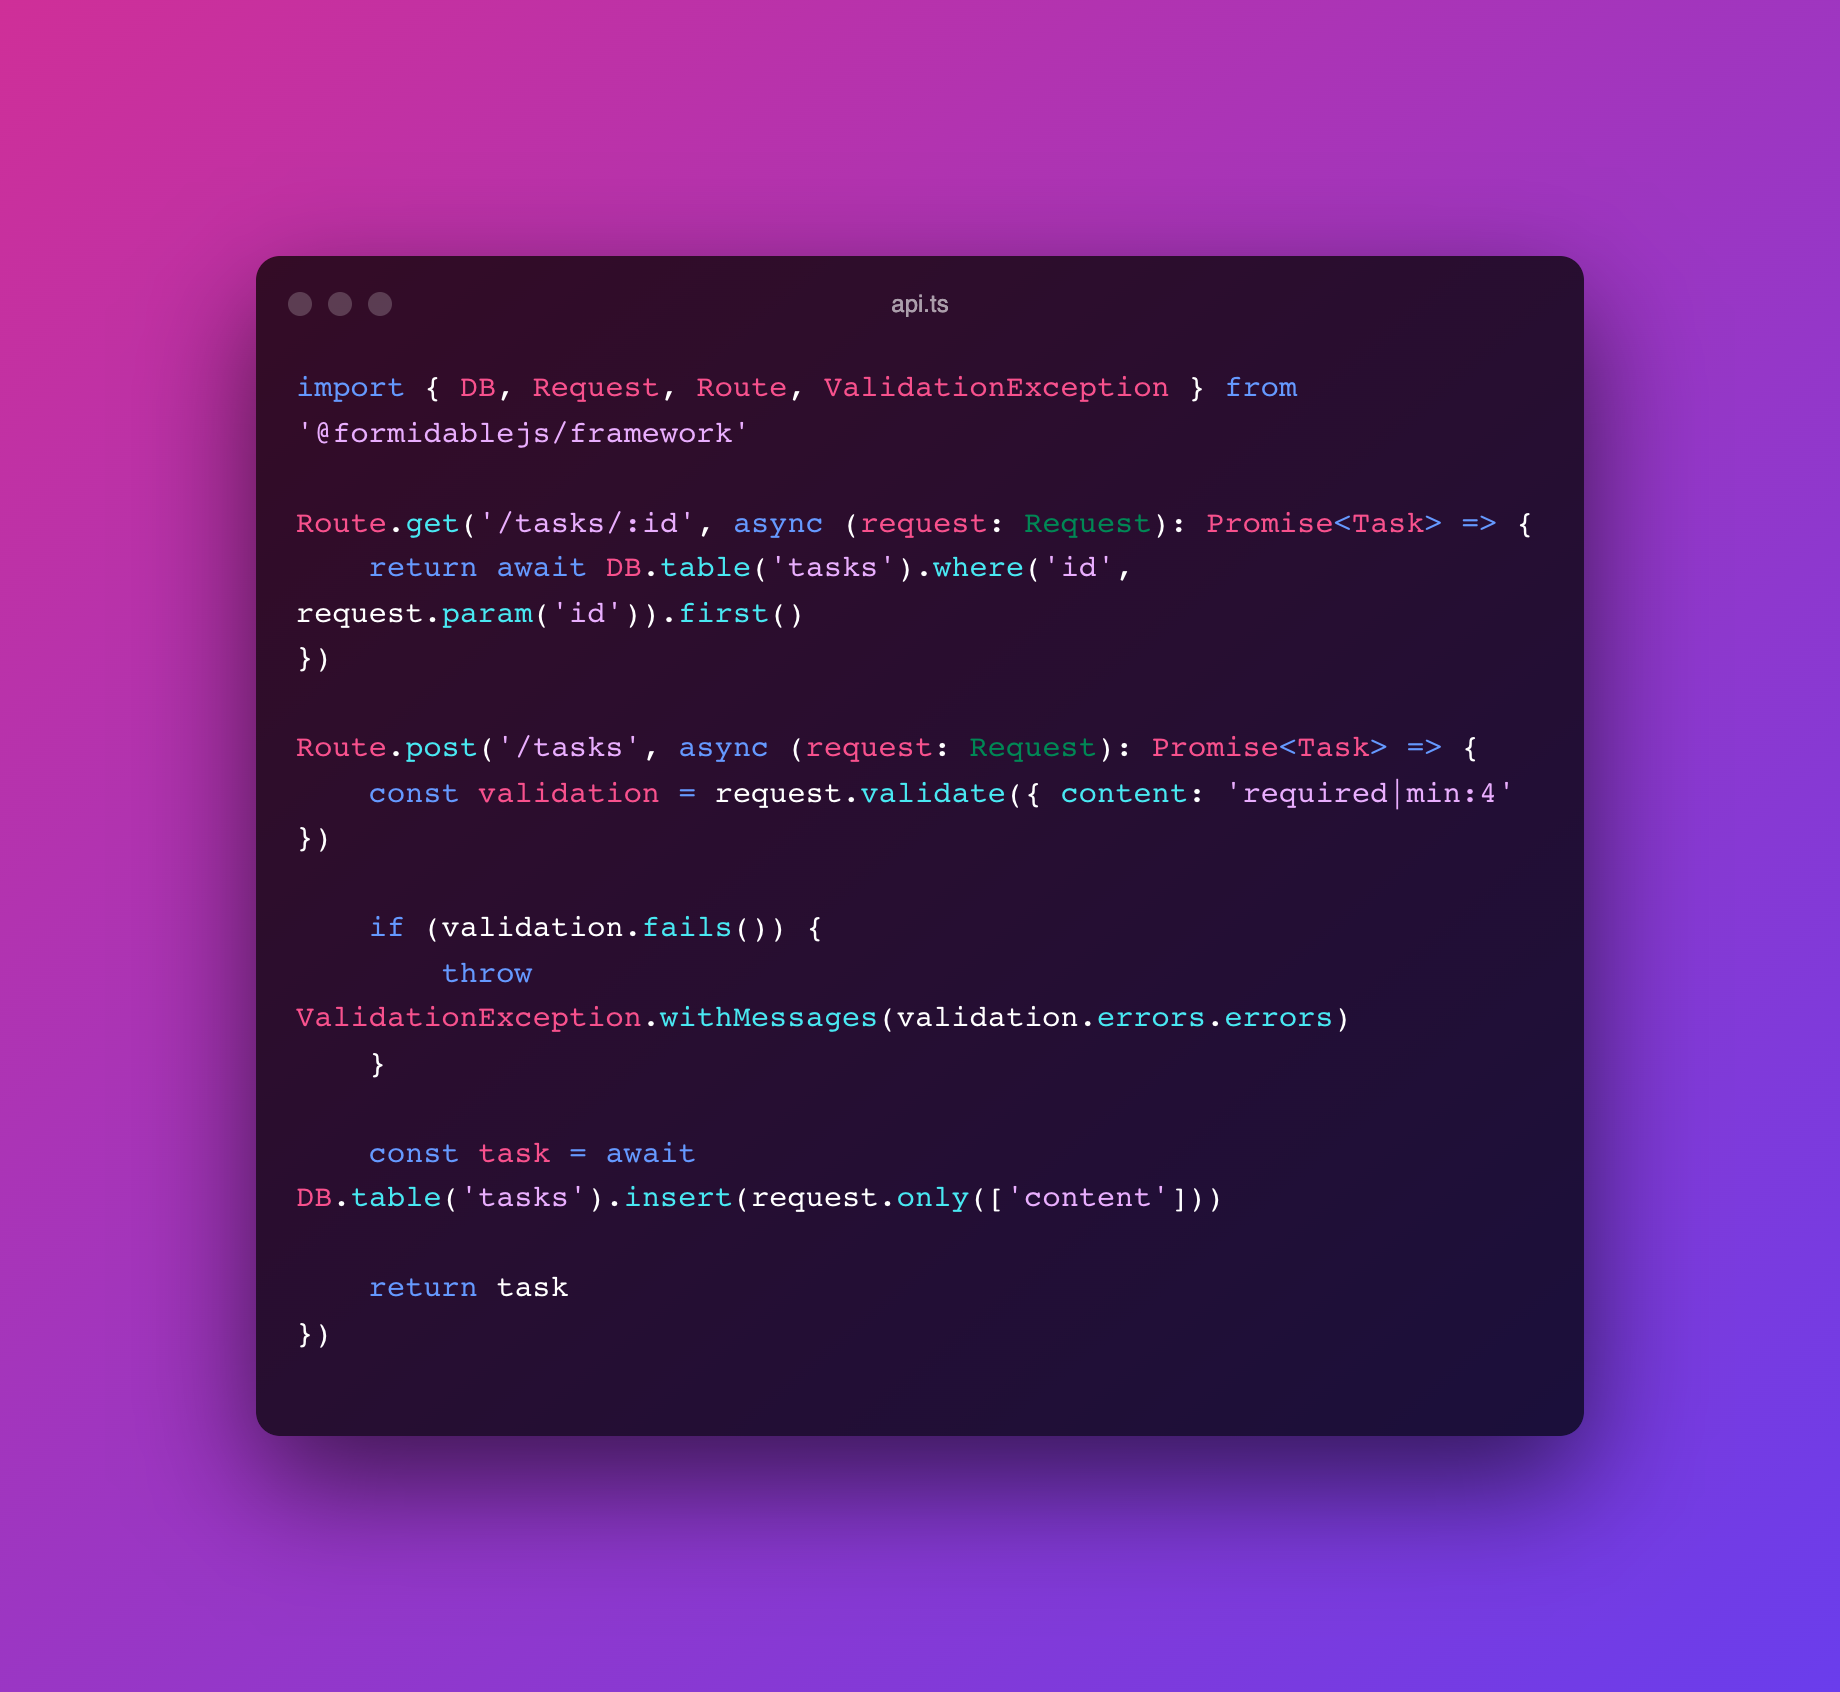 api.ts
import { DB, Request, Route, ValidationException } from
'@formidablejs/framework'

Route.get('/tasks/:id', async (request: Request): Promise<Task> => {
    return await DB.table('tasks').where('id',
request.param('id')).first()
})

Route.post('/tasks', async (request: Request): Promise<Task> => {
    const validation = request.validate({ content: 'required|min:4'
})

    if (validation.fails()) {
        throw
ValidationException.withMessages(validation.errors.errors)
    }

    const task = await
DB.table('tasks').insert(request.only(['content']))

    return task
})